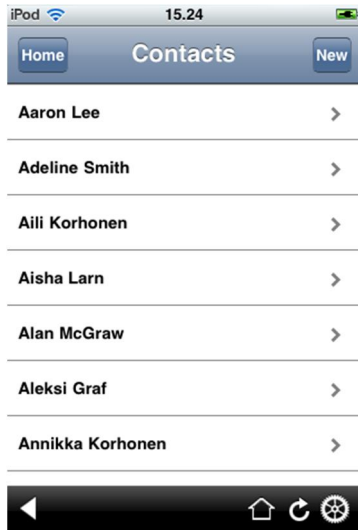 iPod 15.24
Home Contacts New
Aaron Lee
Adeline Smith
Aili Korhonen
Aisha Larn
Alan McGraw
Aleksi Graf
Annikka Korhonen